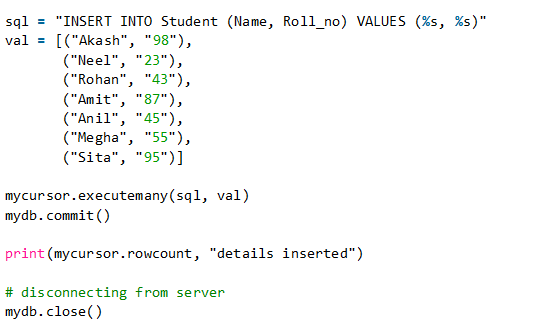 sql = "INSERT INTO Student (Name, Roll_no) VALUES (%s, %s)"
val = [("Akash", "98"),
("Neel", "23"),
("Rohan", "43"),
("Amit", "87"),
("Anil", "45"),
("Megha", "55"),
("Sita", "95")]
mycursor.executemany(sql, val)
mydb.commit()
print(mycursor.rowcount, "details inserted")
# disconnecting from server
mydb.close()